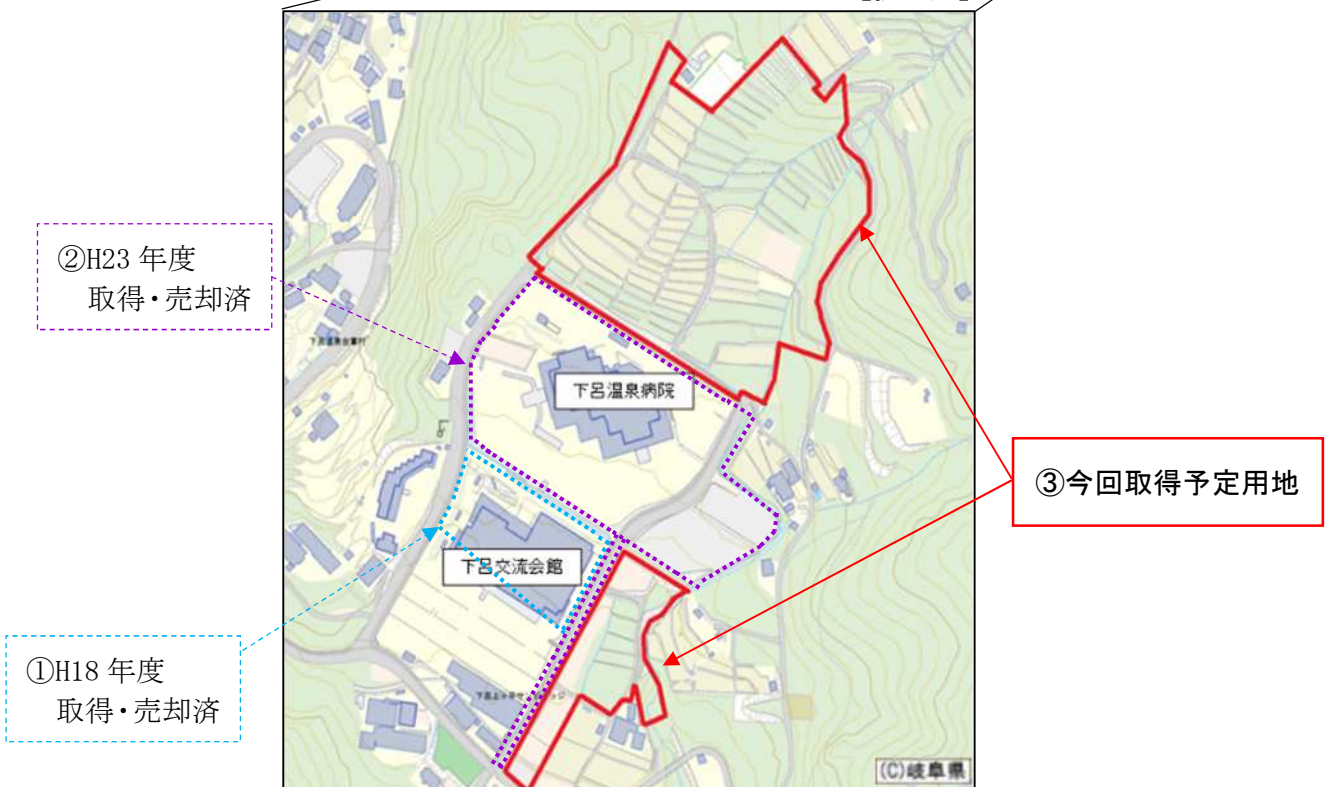 ②H23 年度
取得・売却済
下呂温泉病院
③今回取得予定用地
下呂交流会館
①H18 年度
取得・売却済
(C)岐阜県